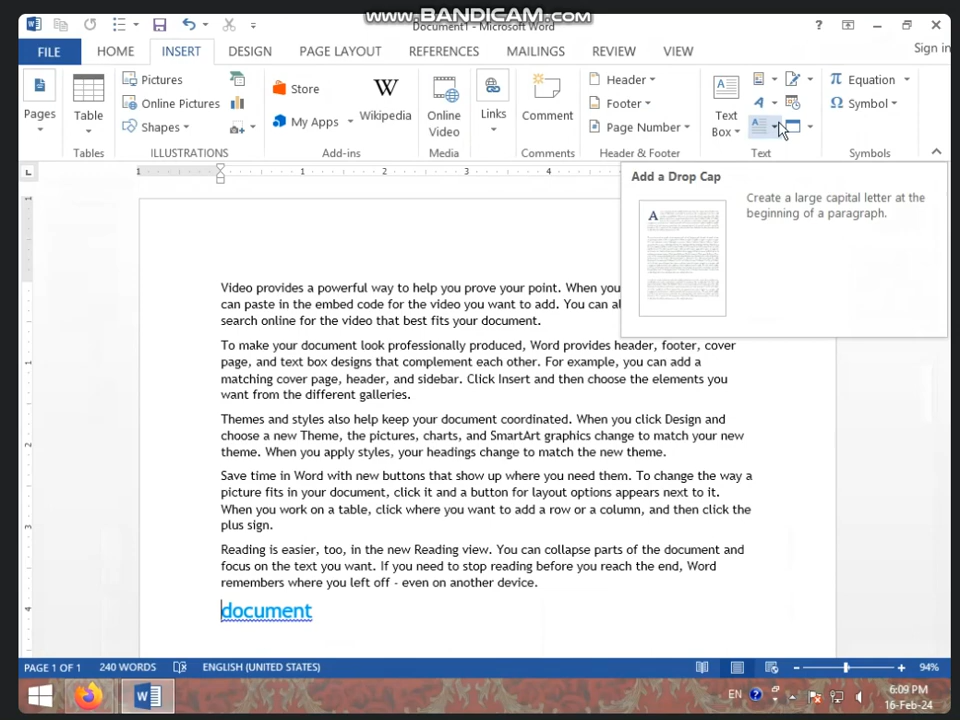 www.BANDICAM.com
Document1 - Microsoft Word
FILE HOME INSERT DESIGN PAGE LAYOUT REFERENCES MAILINGS REVIEW VIEW Sign in
Pages
Table
Pictures
Online Pictures
Shapes
Store
My Apps
Wikipedia
Online Video
Links
Comment
Header
Footer
Page Number
Text Box
Equation
Symbol
Tables ILLUSTRATIONS Add-ins Media Comments Header & Footer Text Symbols
1 1 2 3 4
Add a Drop Cap
Create a large capital letter at the
beginning of a paragraph.
Video provides a powerful way to help you prove your point. When you
can paste in the embed code for the video you want to add. You can al
search online for the video that best fits your document.
To make your document look professionally produced, Word provides header, footer, cover
page, and text box designs that complement each other. For example, you can add a
matching cover page, header, and sidebar. Click Insert and then choose the elements you
want from the different galleries.
Themes and styles also help keep your document coordinated. When you click Design and
choose a new Theme, the pictures, charts, and SmartArt graphics change to match your new
theme. When you apply styles, your headings change to match the new theme.
Save time in Word with new buttons that show up where you need them. To change the way a
picture fits in your document, click it and a button for layout options appears next to it.
When you work on a table, click where you want to add a row or a column, and then click the
plus sign.
Reading is easier, too, in the new Reading view. You can collapse parts of the document and
focus on the text you want. If you need to stop reading before you reach the end, Word
remembers where you left off - even on another device.
document
PAGE 1 OF 1 240 WORDS ENGLISH (UNITED STATES) 94%
EN 6:09 PM
16-Feb-24